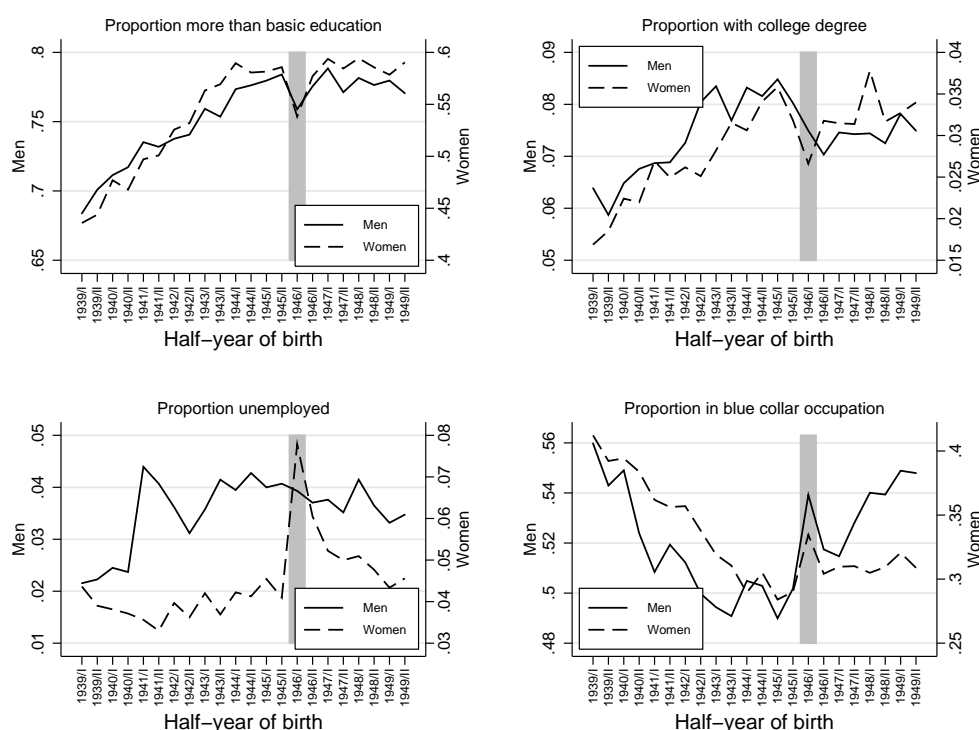 Proportion more than basic education
Men
.8
.75
.7
.65
Women
.6
.55
.5
.45
.4
Men
Women
1939/I
1939/II
1940/I
1940/II
1941/I
1941/II
1942/I
1942/II
1943/I
1943/II
1944/I
1944/II
1945/I
1945/II
1946/I
1946/II
1947/I
1947/II
1948/I
1948/II
1949/I
1949/II
Half−year of birth
Proportion with college degree
Men
.09
.08
.07
.06
.05
Women
.04
.035
.03
.025
.02
.015
Men
Women
1939/I
1939/II
1940/I
1940/II
1941/I
1941/II
1942/I
1942/II
1943/I
1943/II
1944/I
1944/II
1945/I
1945/II
1946/I
1946/II
1947/I
1947/II
1948/I
1948/II
1949/I
1949/II
Half−year of birth
Proportion unemployed
Men
.05
.04
.03
.02
.01
Women
.08
.07
.06
.05
.04
.03
Men
Women
1939/I
1939/II
1940/I
1940/II
1941/I
1941/II
1942/I
1942/II
1943/I
1943/II
1944/I
1944/II
1945/I
1945/II
1946/I
1946/II
1947/I
1947/II
1948/I
1948/II
1949/I
1949/II
Half−year of birth
Proportion in blue collar occupation
Men
.56
.54
.52
.5
.48
Women
.4
.35
.3
.25
Men
Women
1939/I
1939/II
1940/I
1940/II
1941/I
1941/II
1942/I
1942/II
1943/I
1943/II
1944/I
1944/II
1945/I
1945/II
1946/I
1946/II
1947/I
1947/II
1948/I
1948/II
1949/I
1949/II
Half−year of birth